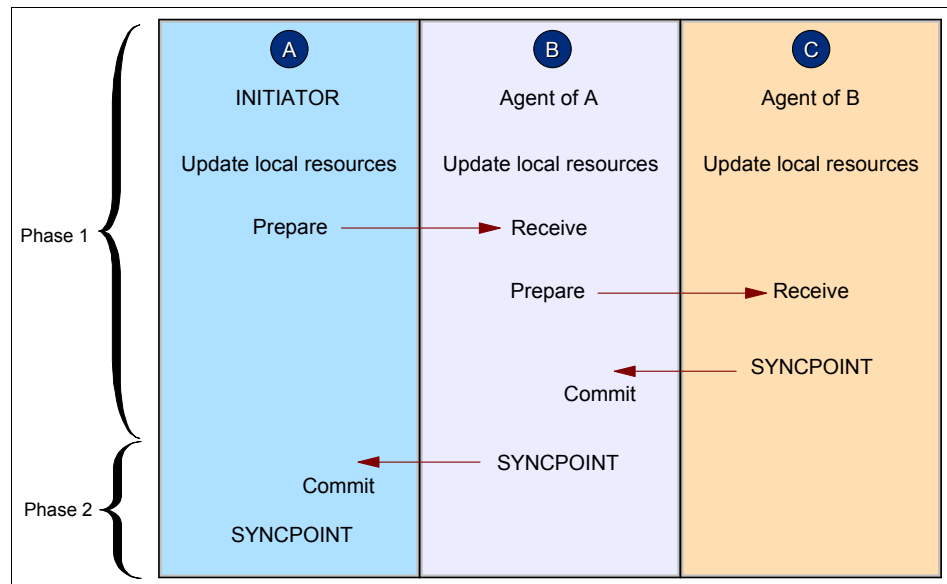 A
B
C
INITIATOR
Agent of A
Agent of B
Update local resources
Update local resources
Update local resources
Phase 1
Prepare
Receive
Prepare
Receive
SYNCPOINT
Commit
SYNCPOINT
Commit
Phase 2
SYNCPOINT